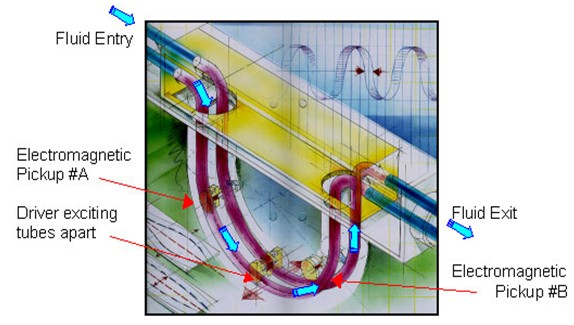 Fluid Entry
Electromagnetic
Pickup #A
Driver exciting
tubes apart
Fluid Exit
Electromagnetic
Pickup #B